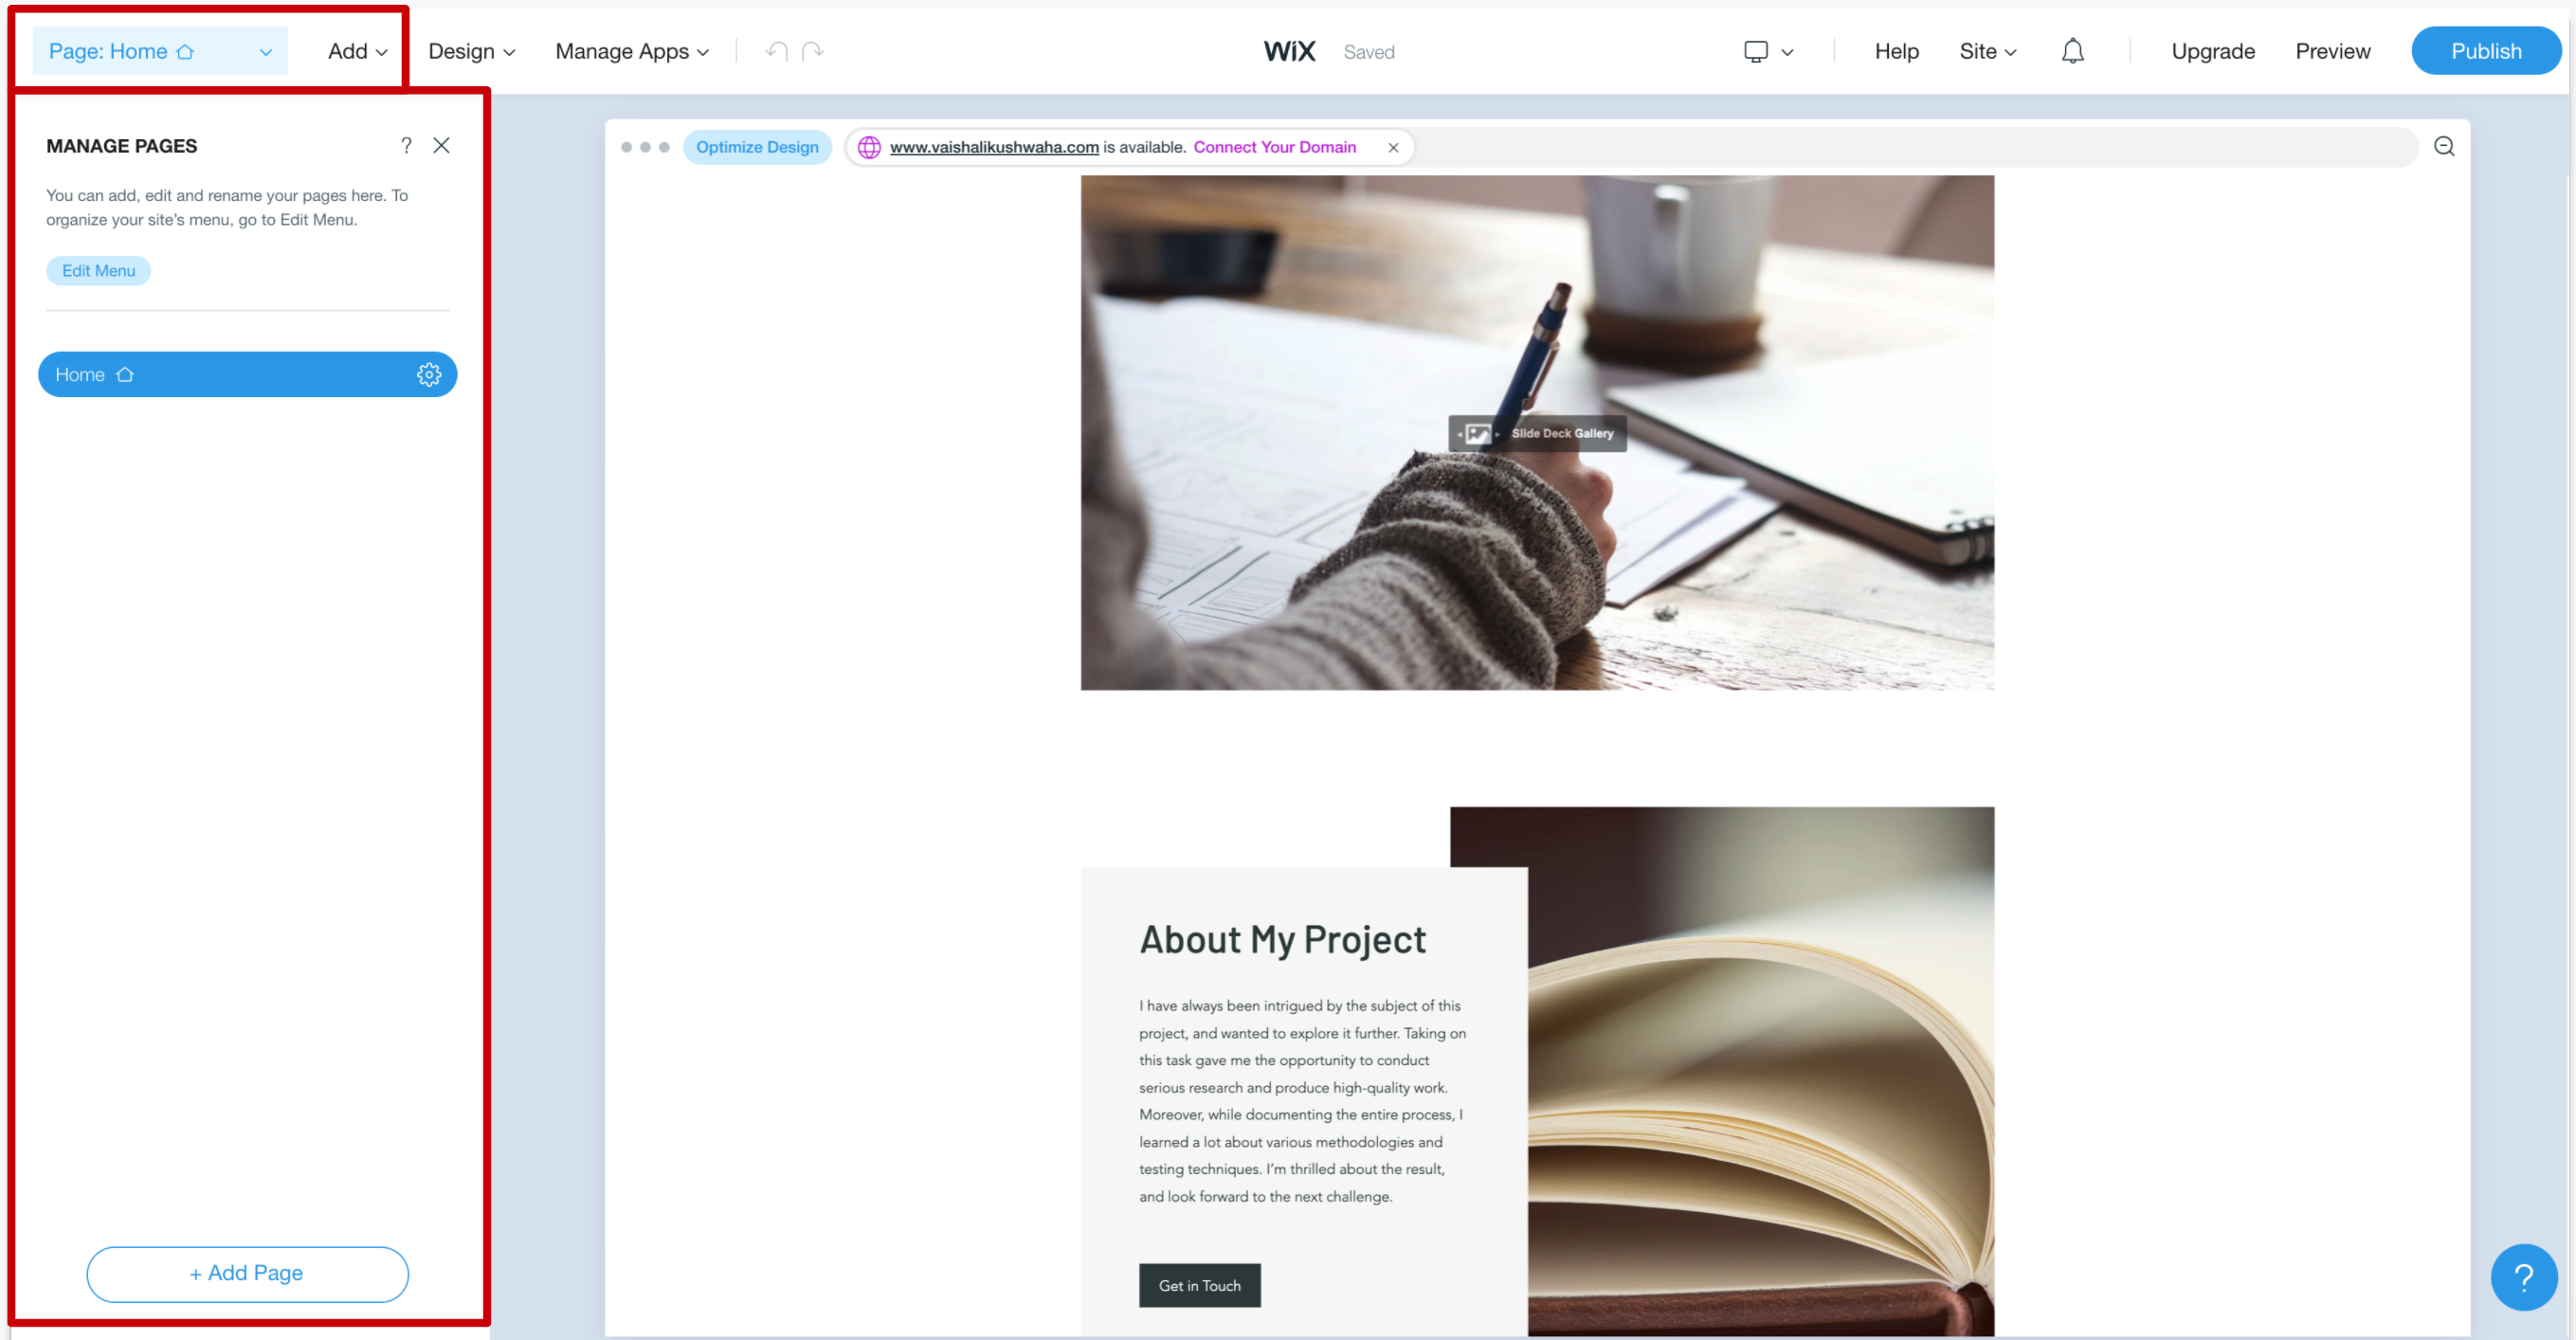 Page: Home
Add
Design
Manage Apps
WiX
Saved
Help
Site
Upgrade
Preview
Publish
MANAGE PAGES
?
You can add, edit and rename your pages here. To
organize your site's menu, go to Edit Menu.
Edit Menu
Home
+ Add Page
Optimize Design
www.vaishalikushwaha.com is available. Connect Your Domain
Slide Deck Gallery
About My Project
I have always been intrigued by the subject of this
project, and wanted to explore it further. Taking on
this task gave me the opportunity to conduct
serious research and produce high-quality work.
Moreover, while documenting the entire process, I
learned a lot about various methodologies and
testing techniques. I'm thrilled about the result,
and look forward to the next challenge.
Get in Touch
?